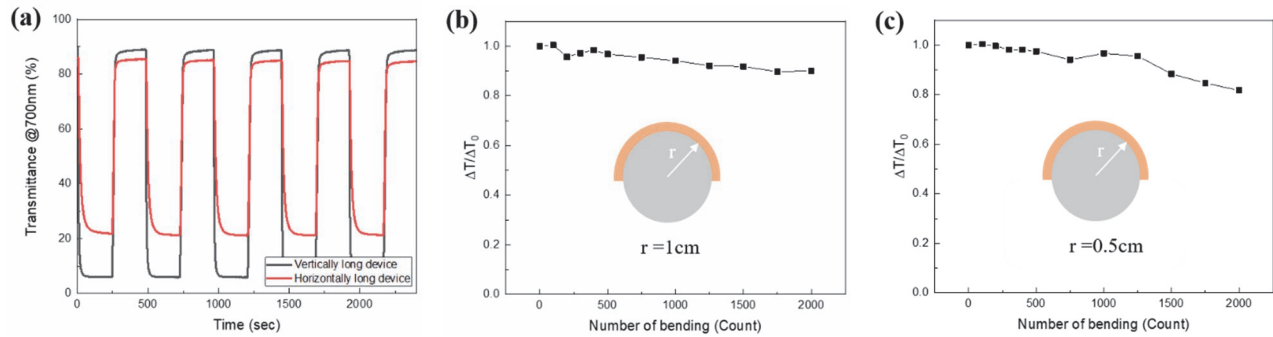 (a)
Transmittance @700nm (%)
100
80
60
40
20
0
0 500 1000 1500 2000
Time (sec)
Vertically long device
Horizontally long device
(b)
ΔT/ΔT0
1.0
0.8
0.6
0.4
0.2
0.0
r
r =1cm
0 500 1000 1500 2000
Number of bending (Count)
(c)
ΔT/ΔT0
1.0
0.8
0.6
0.4
0.2
0.0
r
r =0.5cm
0 500 1000 1500 2000
Number of bending (Count)